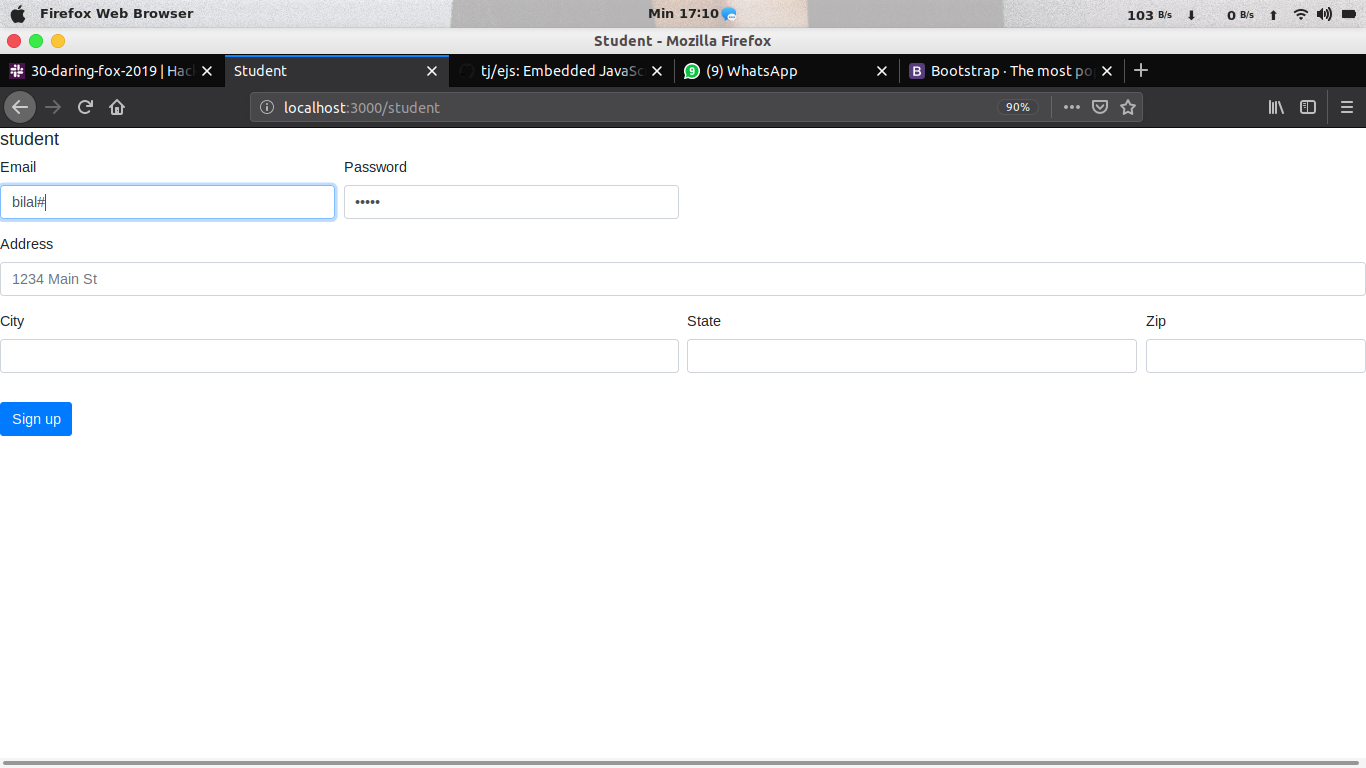 Firefox Web Browser Min 17:10 103 B/s 0 B/s
Student - Mozilla Firefox
30-daring-fox-2019 | Hac Student tj/ejs: Embedded JavaSc 9 (9) WhatsApp B Bootstrap · The most po
localhost:3000/student 90%
student
Email Password
bilal# •••••
Address
1234 Main St
City State Zip
Sign up